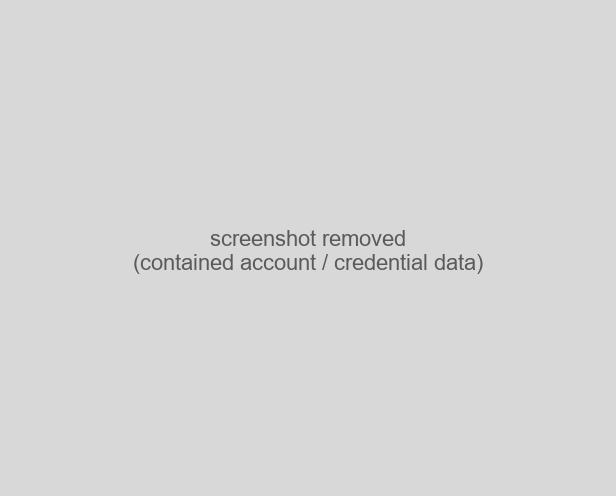 screenshot removed
(contained account / credential data)